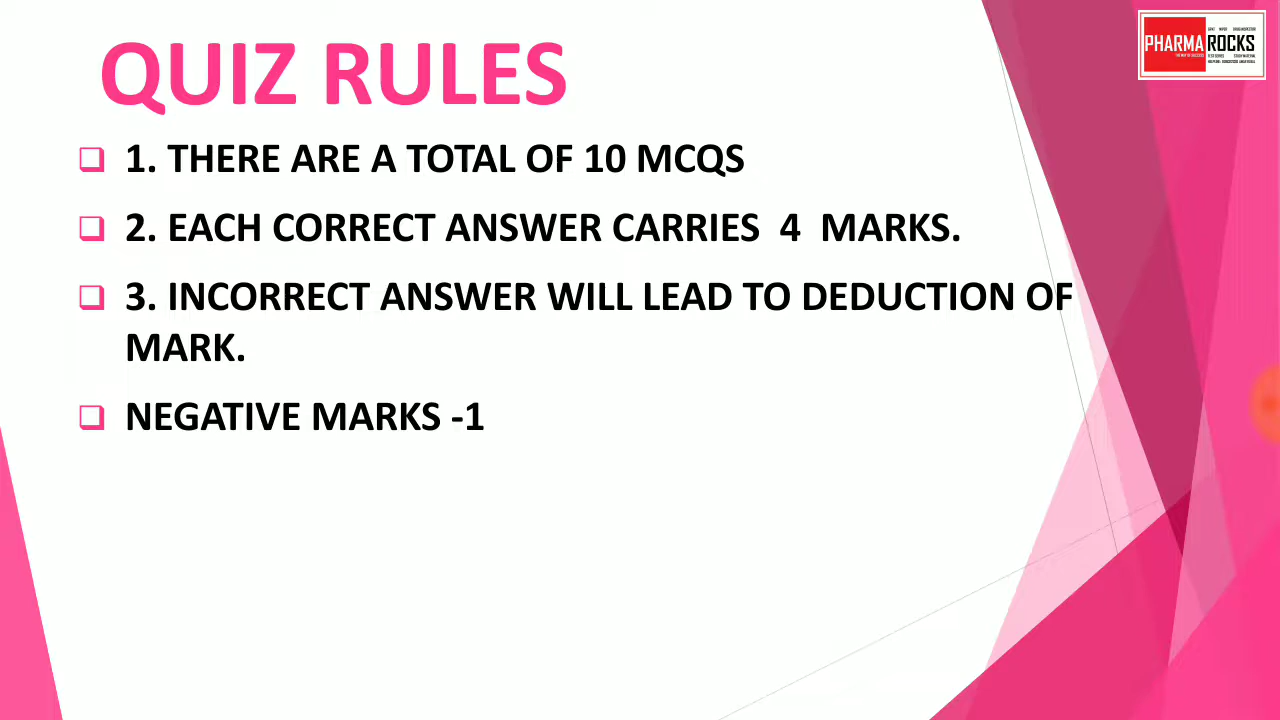 QUIZ RULES
PHARMA ROCKS
1. THERE ARE A TOTAL OF 10 MCQS
2. EACH CORRECT ANSWER CARRIES 4 MARKS.
3. INCORRECT ANSWER WILL LEAD TO DEDUCTION OF
MARK.
NEGATIVE MARKS -1